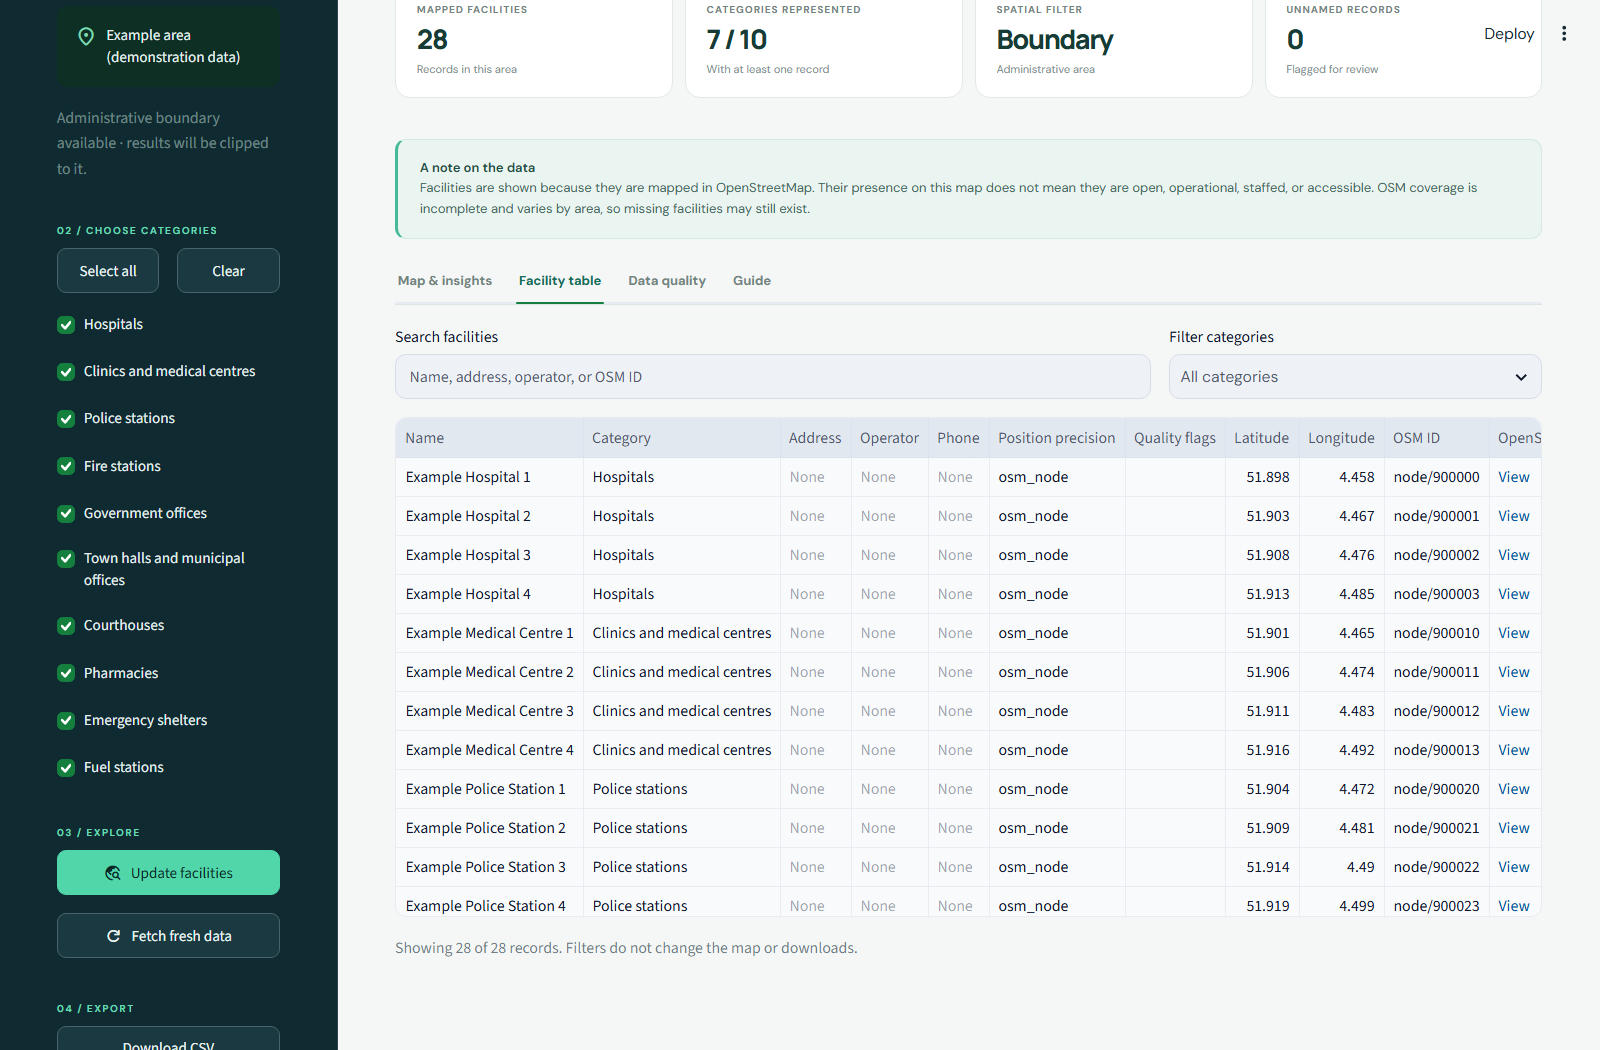 Example area
(demonstration data)
Administrative boundary
available · results will be clipped
to it.
02 / CHOOSE CATEGORIES
Select all
Clear
Hospitals
Clinics and medical centres
Police stations
Fire stations
Government offices
Town halls and municipal
offices
Courthouses
Pharmacies
Emergency shelters
Fuel stations
03 / EXPLORE
Update facilities
Fetch fresh data
04 / EXPORT
Download CSV
MAPPED FACILITIES
28
Records in this area
CATEGORIES REPRESENTED
7 / 10
With at least one record
SPATIAL FILTER
Boundary
Administrative area
UNNAMED RECORDS
0
Flagged for review
Deploy
A note on the data
Facilities are shown because they are mapped in OpenStreetMap. Their presence on this map does not mean they are open, operational, staffed, or accessible. OSM coverage is
incomplete and varies by area, so missing facilities may still exist.
Map & insights Facility table Data quality Guide
Search facilities
Name, address, operator, or OSM ID
Filter categories
All categories
Name Category Address Operator Phone Position precision Quality flags Latitude Longitude OSM ID OpenS
Example Hospital 1 Hospitals None None None osm_node 51.898 4.458 node/900000 View
Example Hospital 2 Hospitals None None None osm_node 51.903 4.467 node/900001 View
Example Hospital 3 Hospitals None None None osm_node 51.908 4.476 node/900002 View
Example Hospital 4 Hospitals None None None osm_node 51.913 4.485 node/900003 View
Example Medical Centre 1 Clinics and medical centres None None None osm_node 51.901 4.465 node/900010 View
Example Medical Centre 2 Clinics and medical centres None None None osm_node 51.906 4.474 node/900011 View
Example Medical Centre 3 Clinics and medical centres None None None osm_node 51.911 4.483 node/900012 View
Example Medical Centre 4 Clinics and medical centres None None None osm_node 51.916 4.492 node/900013 View
Example Police Station 1 Police stations None None None osm_node 51.904 4.472 node/900020 View
Example Police Station 2 Police stations None None None osm_node 51.909 4.481 node/900021 View
Example Police Station 3 Police stations None None None osm_node 51.914 4.49 node/900022 View
Example Police Station 4 Police stations None None None osm_node 51.919 4.499 node/900023 View
Showing 28 of 28 records. Filters do not change the map or downloads.